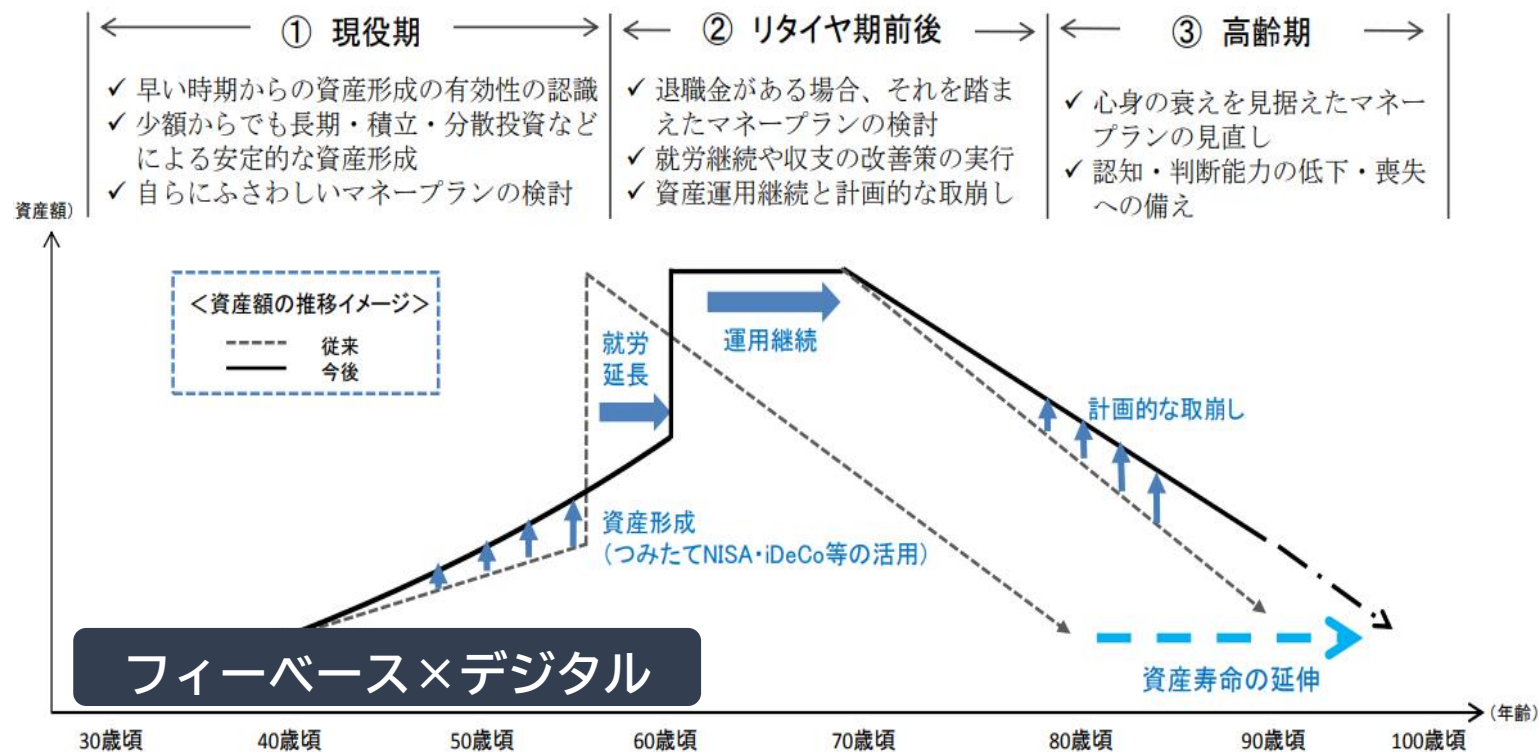 ① 現役期
✓ 早い時期からの資産形成の有効性の認識
✓ 少額からでも長期・積立・分散投資など
による安定的な資産形成
✓ 自らにふさわしいマネープランの検討
② リタイヤ期前後
✓ 退職金がある場合、それを踏ま
えたマネープランの検討
✓ 就労継続や収支の改善策の実行
✓ 資産運用継続と計画的な取崩し
③ 高齢期
✓ 心身の衰えを見据えたマネー
プランの見直し
✓ 認知・判断能力の低下・喪失
への備え
資産額)
<資産額の推移イメージ>
従来
今後
就労
延長
運用継続
計画的な取崩し
資産形成
(つみたてNISA・iDeCo等の活用)
フィーベース×デジタル
資産寿命の延伸
(年齢)
30歳頃
40歳頃
50歳頃
60歳頃
70歳頃
80歳頃
90歳頃
100歳頃